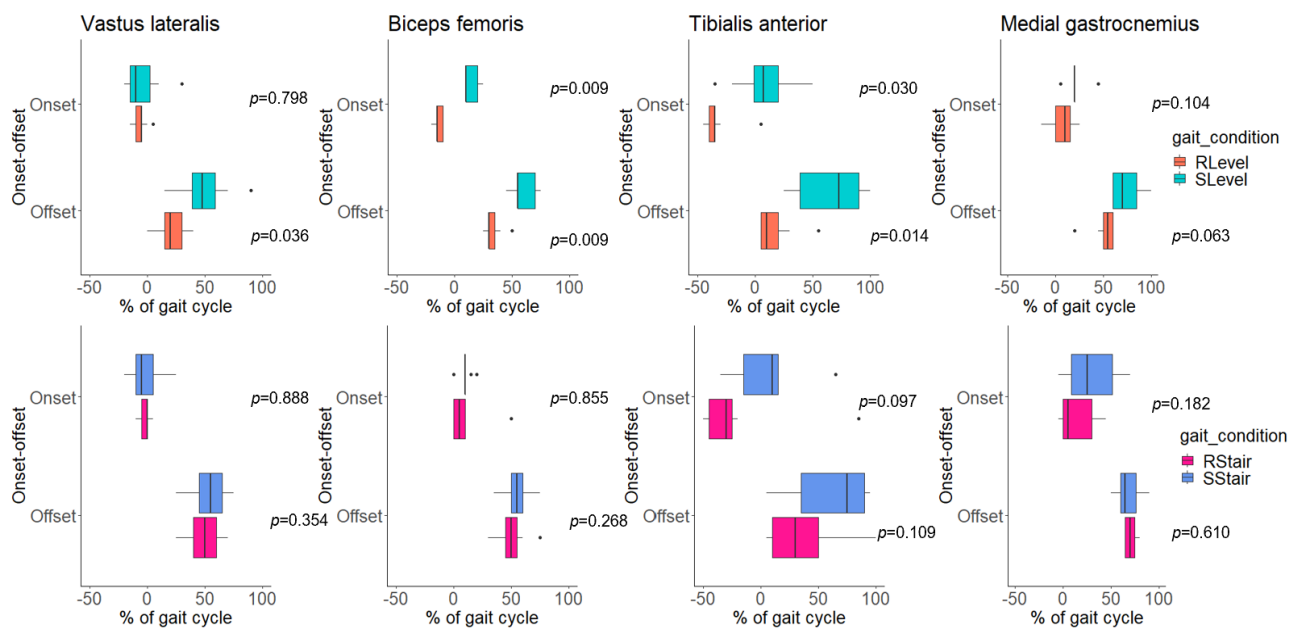 Vastus lateralis
Biceps femoris
Tibialis anterior
Medial gastrocnemius
Onset-offset
Onset
Offset
p=0.798
p=0.036
-50 0 50 100
% of gait cycle
Onset-offset
p=0.009
p=0.009
-50 0 50 100
% of gait cycle
Onset-offset
p=0.030
p=0.014
-50 0 50 100
% of gait cycle
Onset-offset
p=0.104
p=0.063
-50 0 50 100
% of gait cycle
gait_condition
RLevel
SLevel
Onset-offset
Onset
Offset
p=0.888
p=0.354
-50 0 50 100
% of gait cycle
Onset-offset
Onset
Offset
p=0.855
p=0.268
-50 0 50 100
% of gait cycle
Onset-offset
Onset
Offset
p=0.097
p=0.109
-50 0 50 100
% of gait cycle
Onset-offset
Onset
Offset
p=0.182
p=0.610
-50 0 50 100
% of gait cycle
gait_condition
RStair
SStair